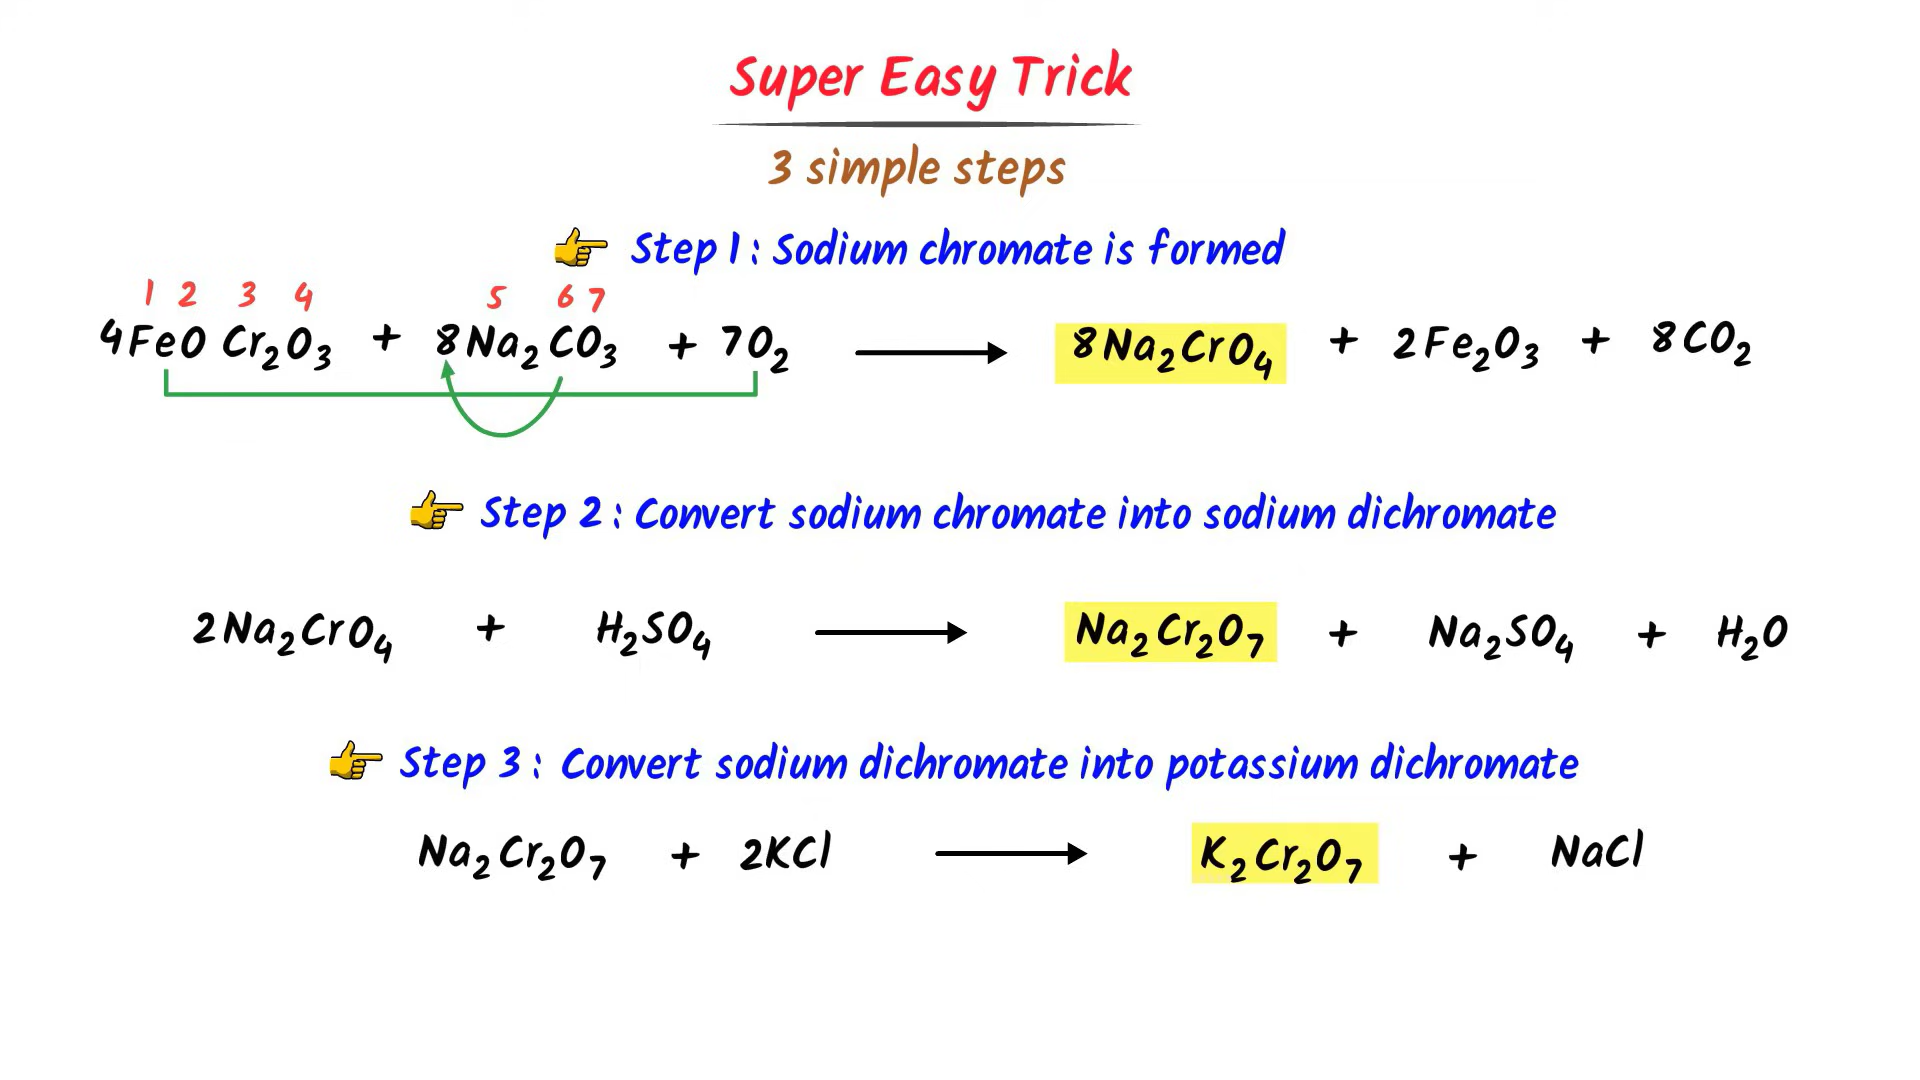 Super Easy Trick
3 simple steps
👉 Step 1 : Sodium chromate is formed
1 2 3 4 5 6 7
4FeO Cr₂O₃ + 8Na₂CO₃ + 7O₂ ⟶ 8Na₂CrO₄ + 2Fe₂O₃ + 8CO₂
👉 Step 2 : Convert sodium chromate into sodium dichromate
2Na₂CrO₄ + H₂SO₄ ⟶ Na₂Cr₂O₇ + Na₂SO₄ + H₂O
👉 Step 3 : Convert sodium dichromate into potassium dichromate
Na₂Cr₂O₇ + 2KCl ⟶ K₂Cr₂O₇ + NaCl